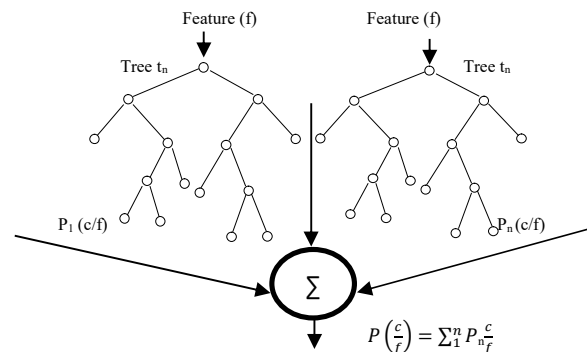 Feature (f)
Feature (f)
Tree tₙ
Tree tₙ
P₁ (c/f)
Pₙ (c/f)
∑
P(c/f) = ∑₁ⁿ Pₙ c/f